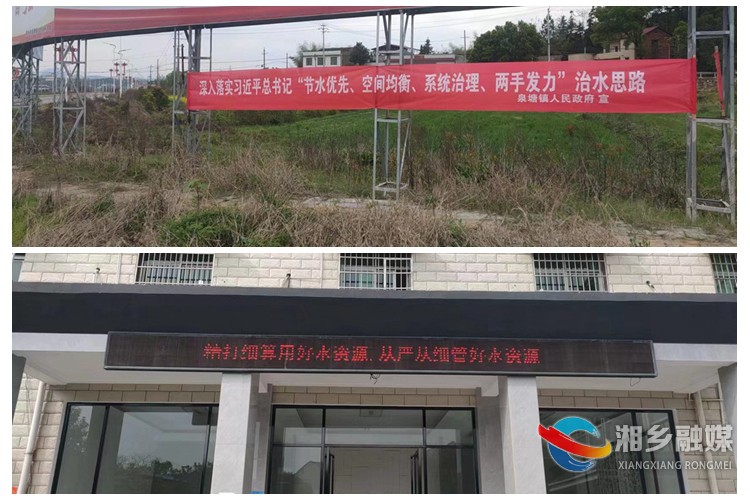 深入落实习近平总书记“节水优先、空间均衡、系统治理、两手发力”治水思路
泉塘镇人民政府 宣
精打细算用好水资源，从严从细管好水资源
湘乡融媒
XIANGXIANG RONGMEI